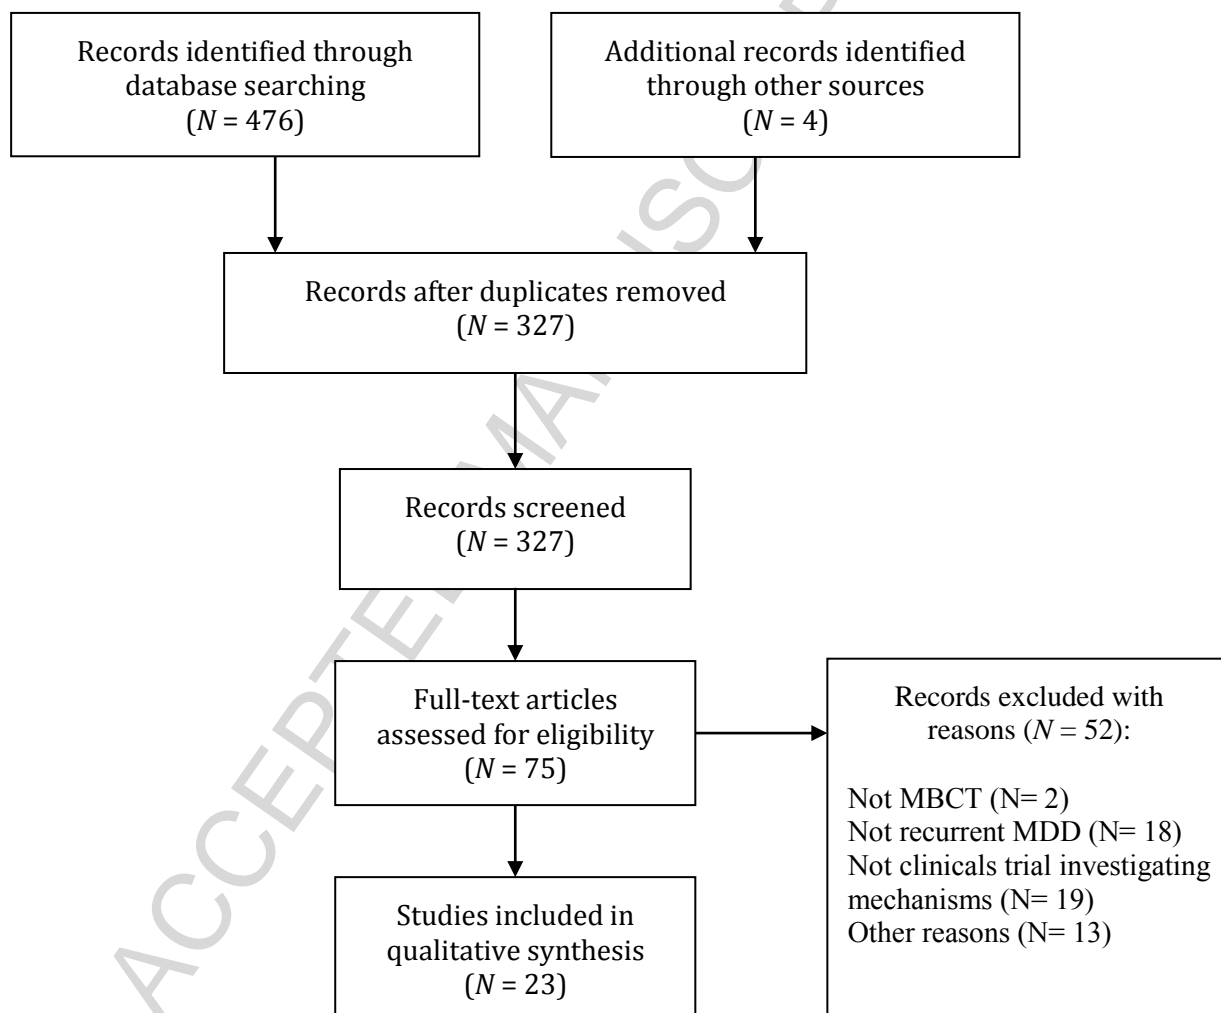 Records identified through
database searching
(N = 476)
Additional records identified
through other sources
(N = 4)
Records after duplicates removed
(N = 327)
Records screened
(N = 327)
Full-text articles
assessed for eligibility
(N = 75)
Records excluded with
reasons (N = 52):
Not MBCT (N= 2)
Not recurrent MDD (N= 18)
Not clinicals trial investigating
mechanisms (N= 19)
Other reasons (N= 13)
Studies included in
qualitative synthesis
(N = 23)
ACCEPTED